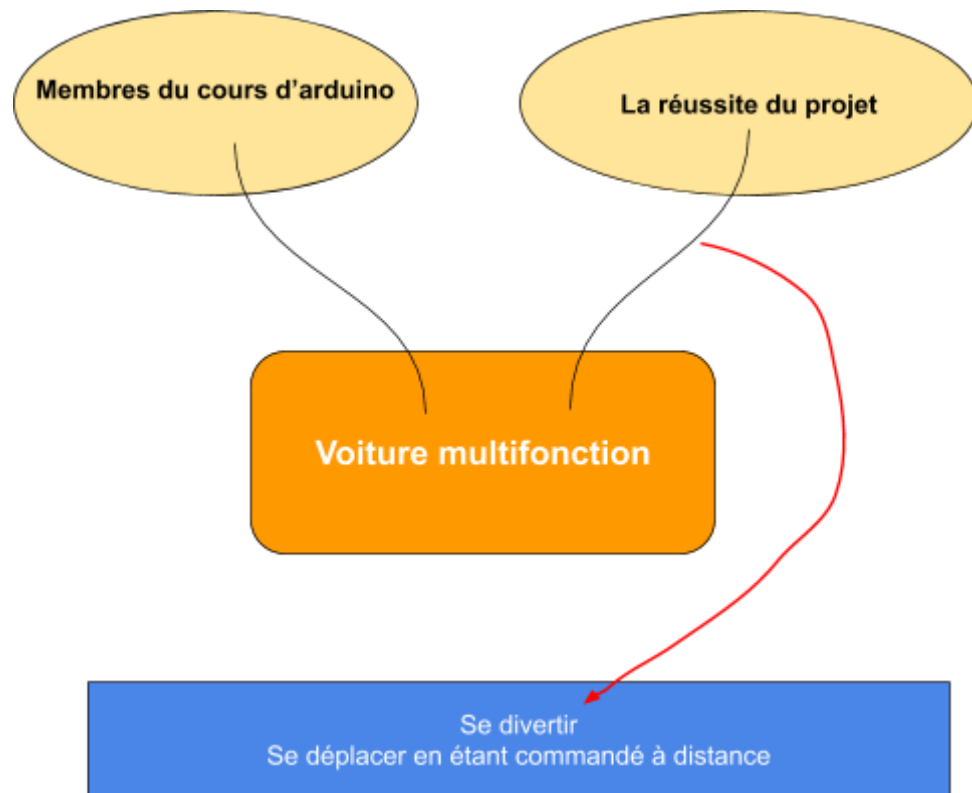 Membres du cours d'arduino
La réussite du projet
Voiture multifonction
Se divertir
Se déplacer en étant commandé à distance